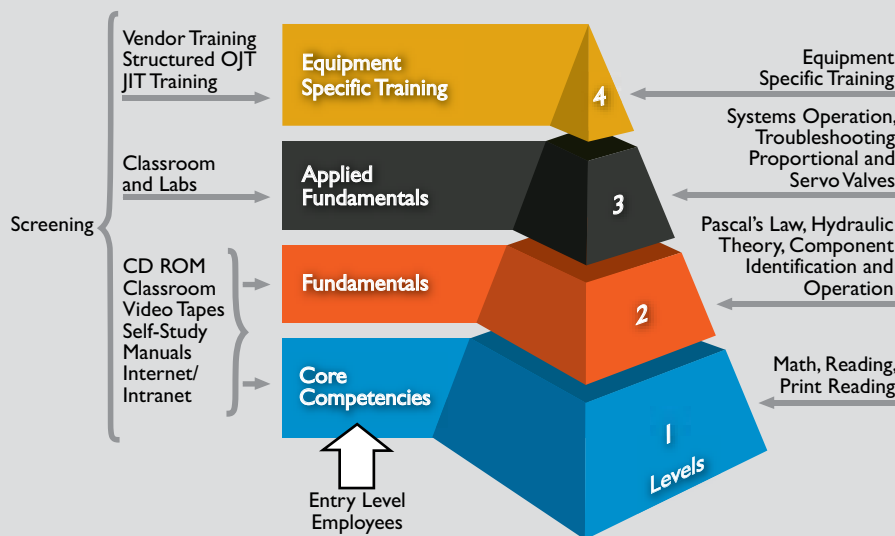 Screening
Vendor Training
Structured OJT
JIT Training
Equipment
Specific Training
4
Equipment
Specific Training
Classroom
and Labs
Applied
Fundamentals
3
Systems Operation,
Troubleshooting
Proportional and
Servo Valves
CD ROM
Classroom
Video Tapes
Self-Study
Manuals
Internet/
Intranet
Fundamentals
2
Pascal's Law, Hydraulic
Theory, Component
Identification and
Operation
Core
Competencies
1
Levels
Math, Reading,
Print Reading
Entry Level
Employees